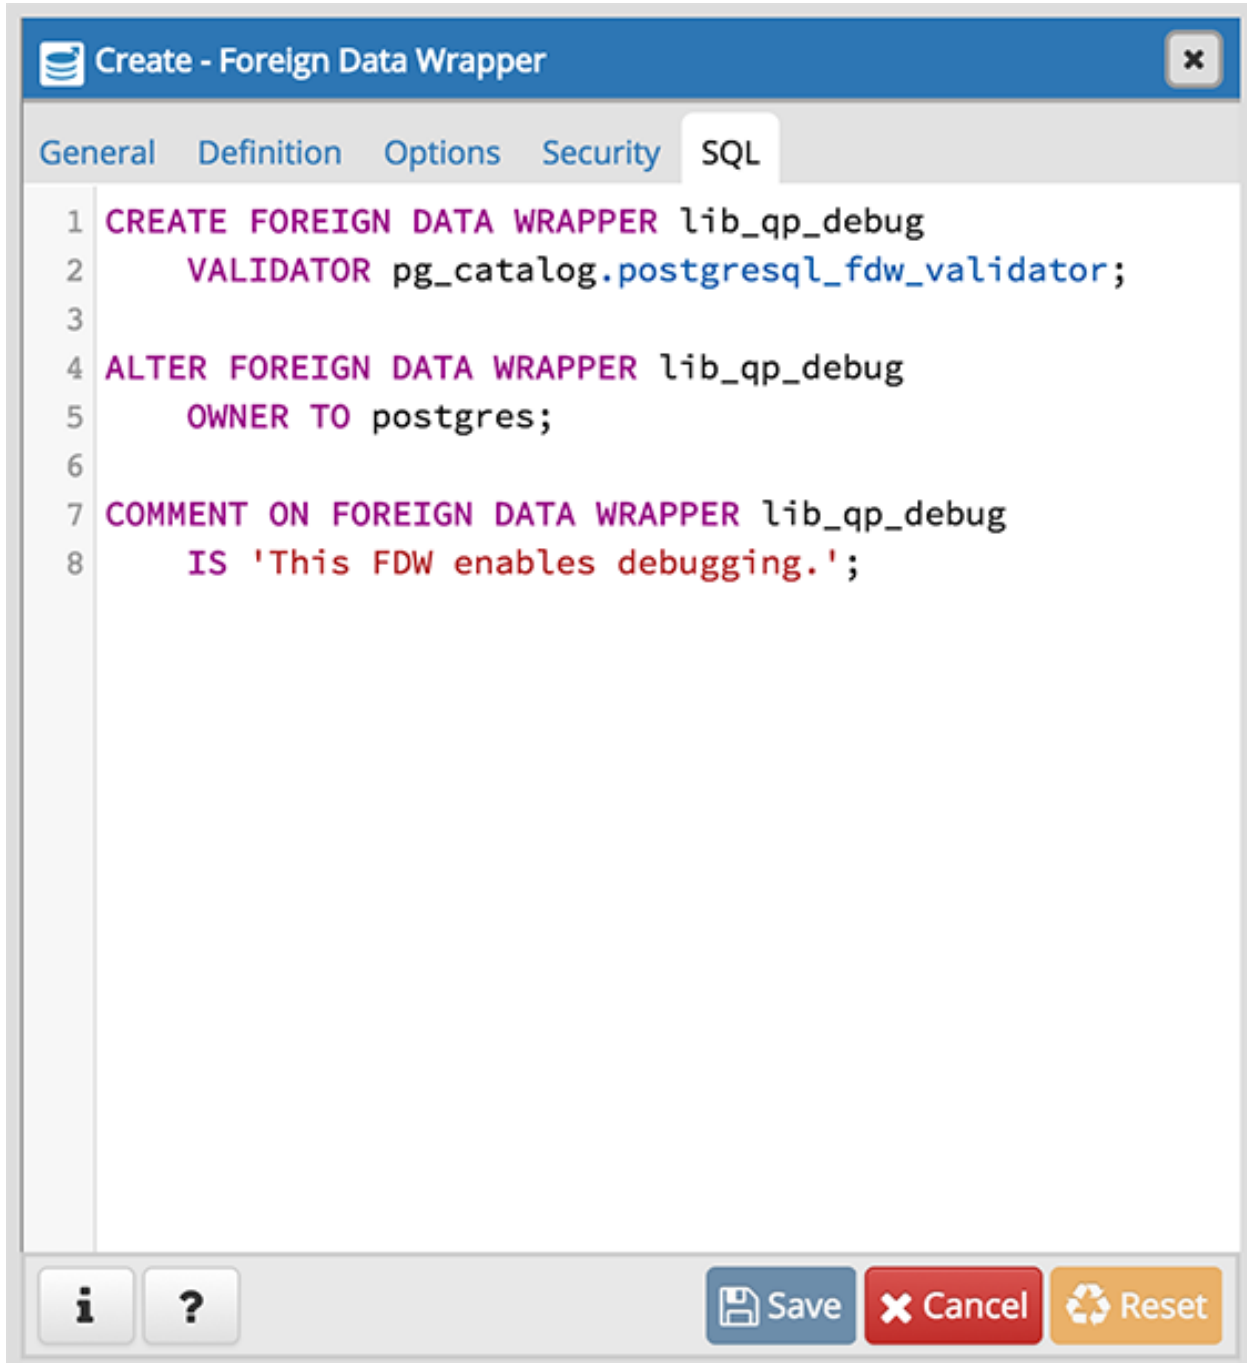 Create - Foreign Data Wrapper
General Definition Options Security SQL
1 CREATE FOREIGN DATA WRAPPER lib_qp_debug
2     VALIDATOR pg_catalog.postgresql_fdw_validator;
3
4 ALTER FOREIGN DATA WRAPPER lib_qp_debug
5     OWNER TO postgres;
6
7 COMMENT ON FOREIGN DATA WRAPPER lib_qp_debug
8     IS 'This FDW enables debugging.';
i ? Save Cancel Reset